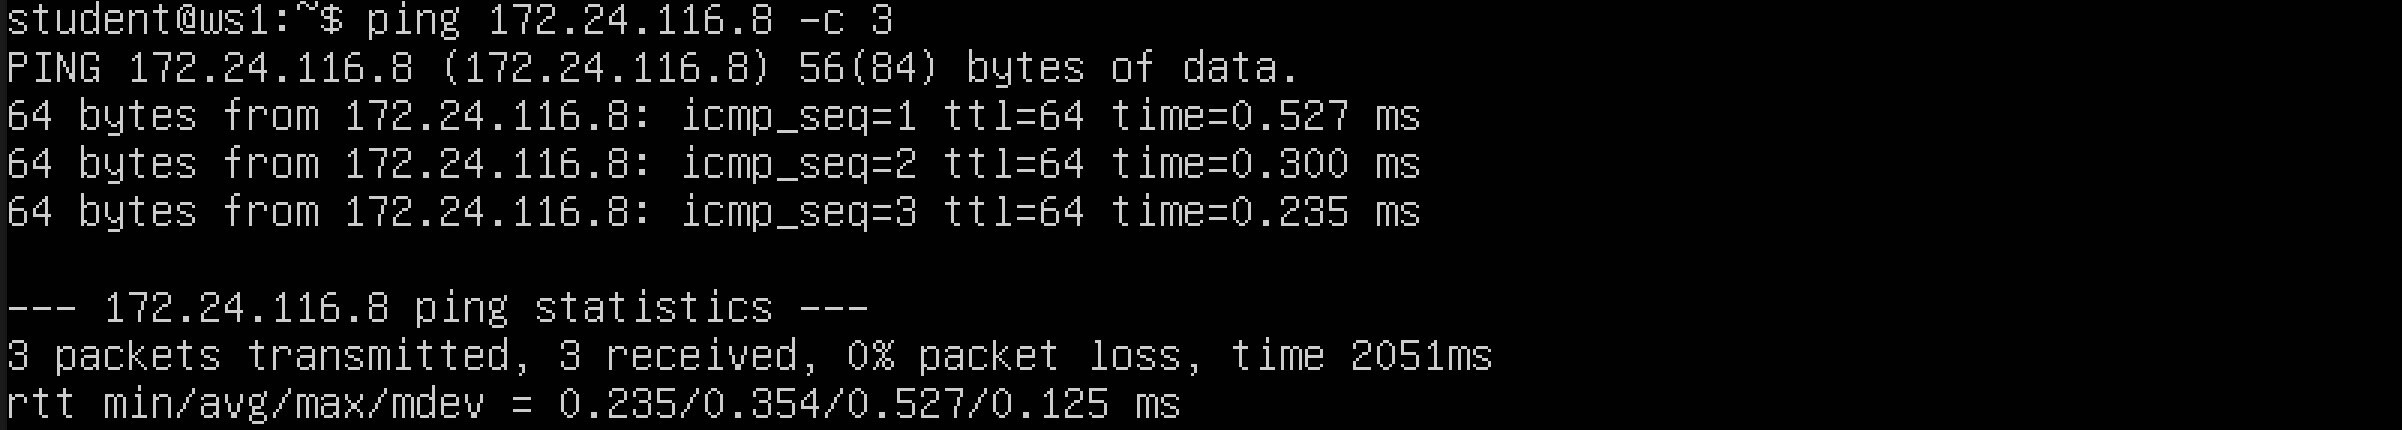 student@ws1:~$ ping 172.24.116.8 -c 3
PING 172.24.116.8 (172.24.116.8) 56(84) bytes of data.
64 bytes from 172.24.116.8: icmp_seq=1 ttl=64 time=0.527 ms
64 bytes from 172.24.116.8: icmp_seq=2 ttl=64 time=0.300 ms
64 bytes from 172.24.116.8: icmp_seq=3 ttl=64 time=0.235 ms

--- 172.24.116.8 ping statistics ---
3 packets transmitted, 3 received, 0% packet loss, time 2051ms
rtt min/avg/max/mdev = 0.235/0.354/0.527/0.125 ms